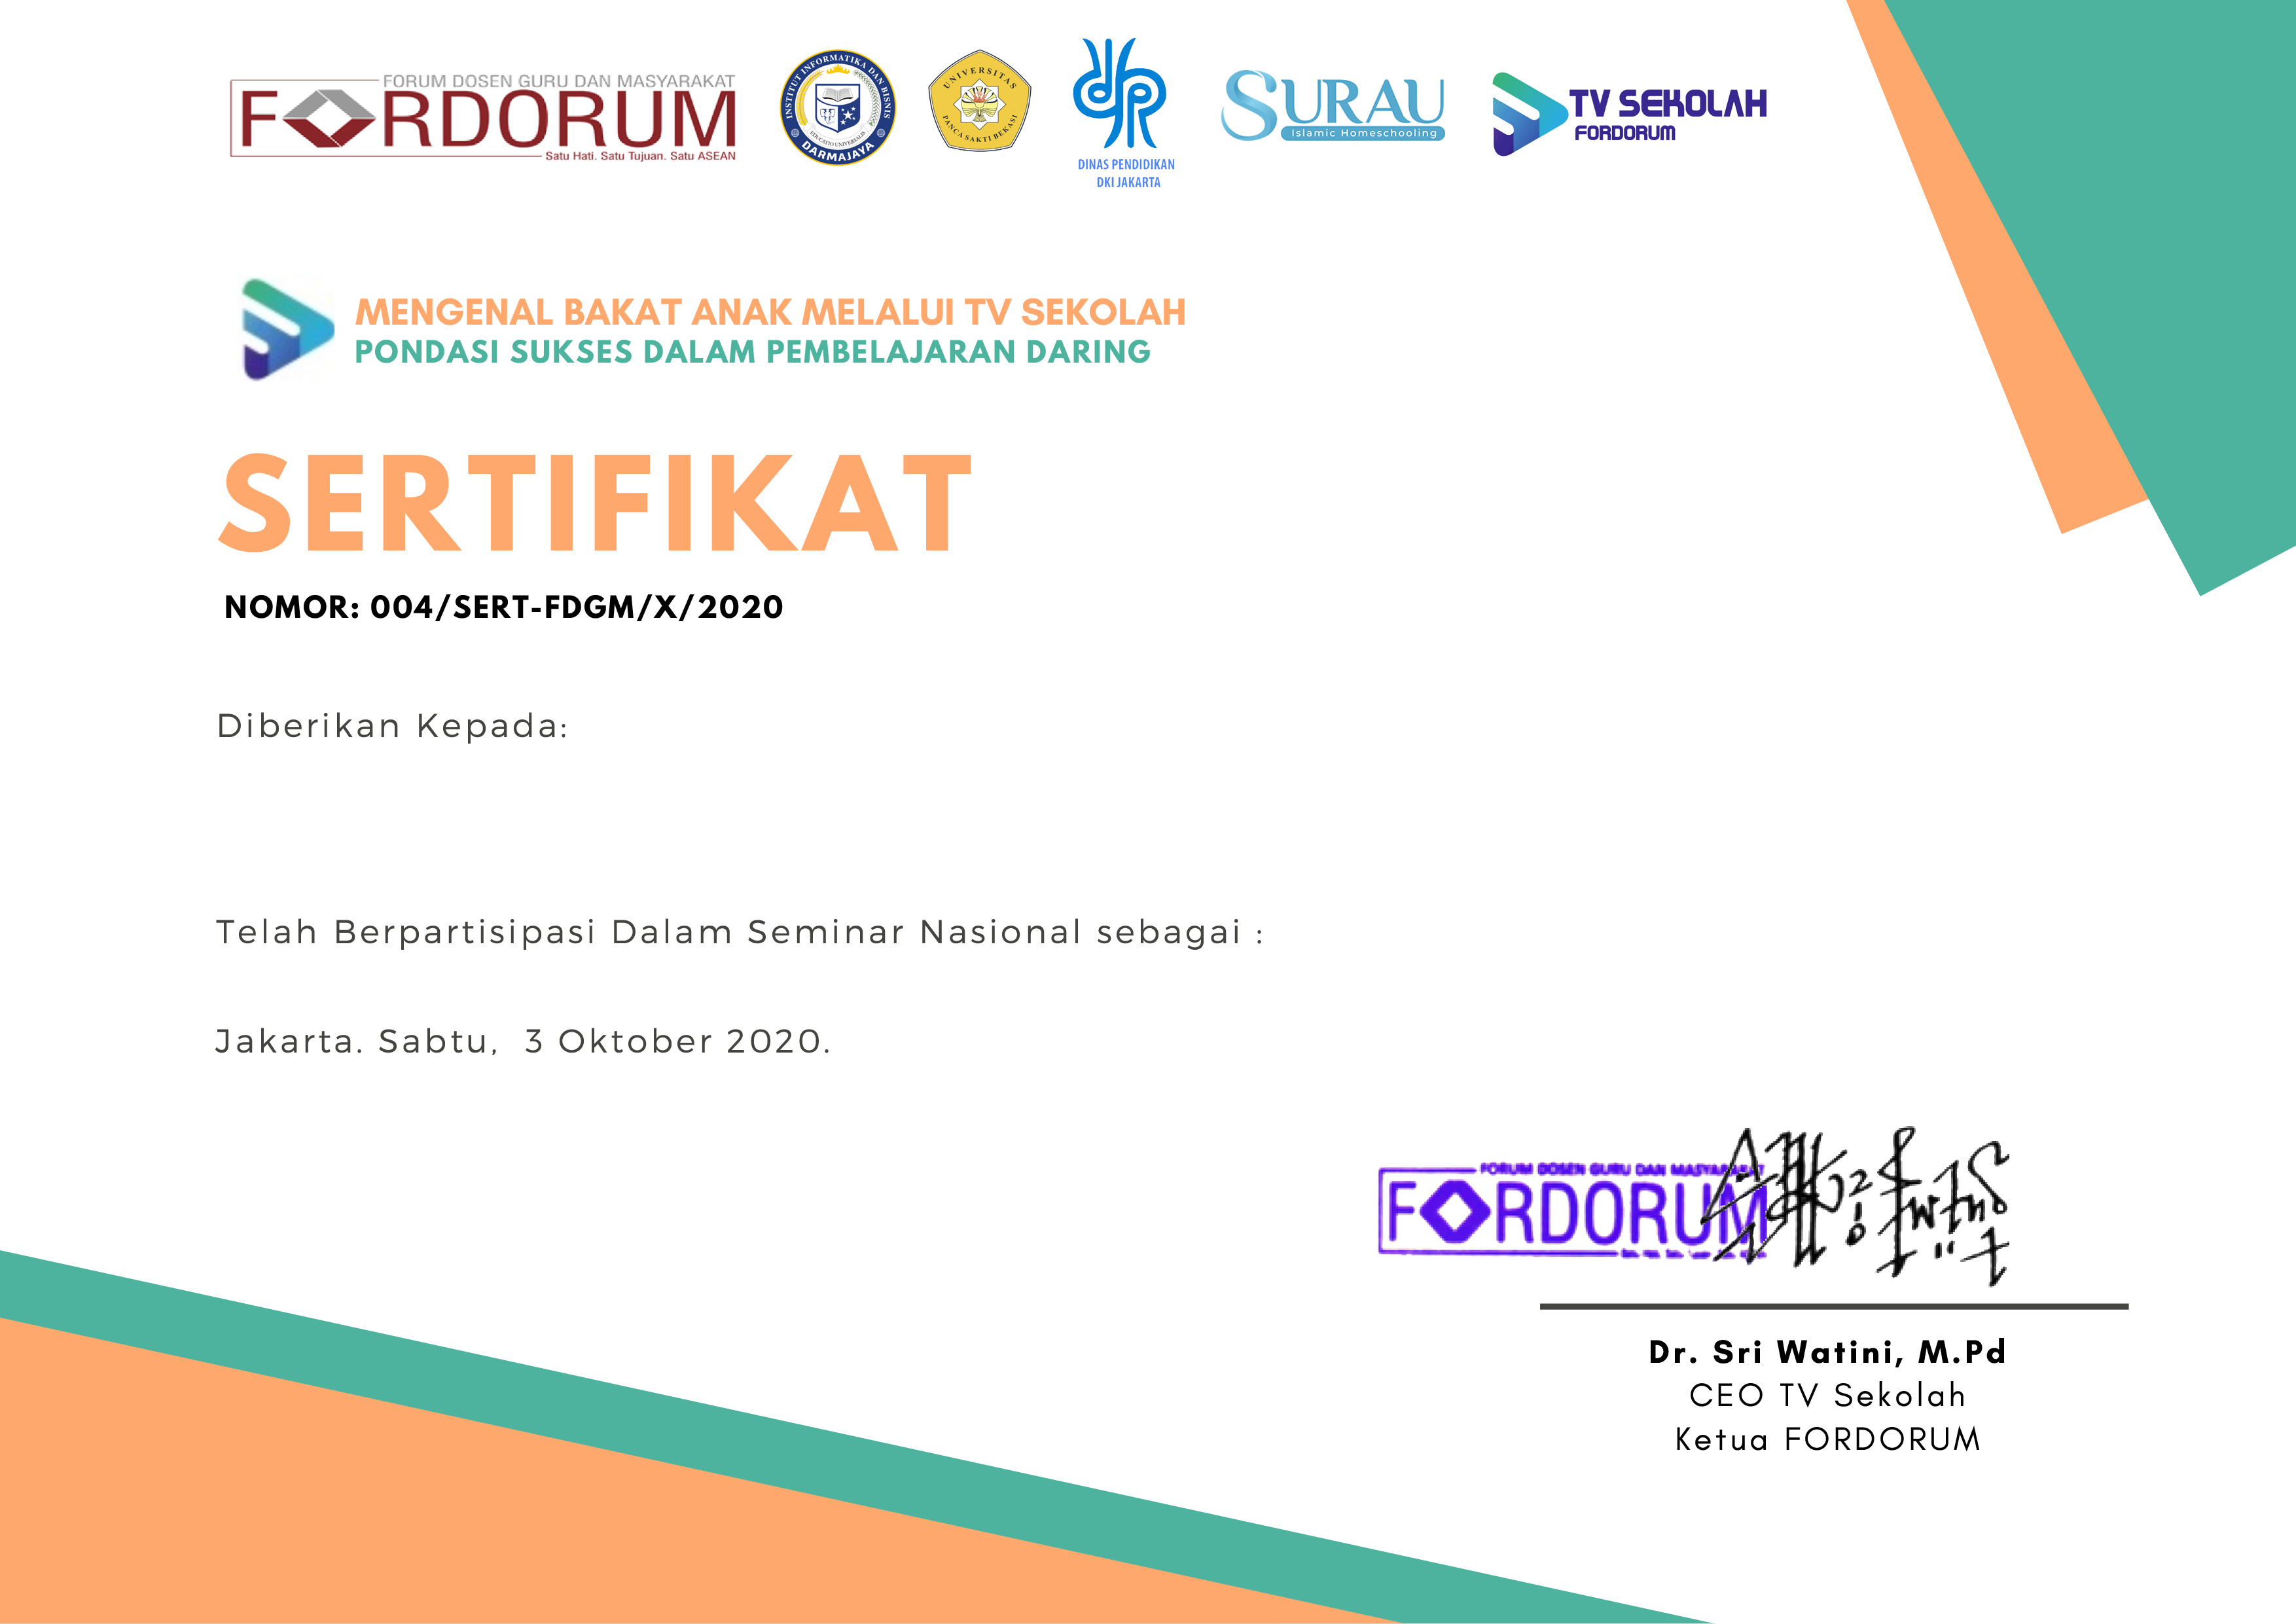 FORUM DOSEN GURU DAN MASYARAKAT
FORDORUM
Satu Hati. Satu Tujuan. Satu ASEAN
INSTITUT INFORMATIKA DAN BISNIS
EDUCATIO UNIVERSALIS
DARMAJAYA
UNIVERSITAS
PANCA SAKTI BEKASI
DINAS PENDIDIKAN
DKI JAKARTA
SURAU
Islamic Homeschooling
TV SEKOLAH
FORDORUM
MENGENAL BAKAT ANAK MELALUI TV SEKOLAH
PONDASI SUKSES DALAM PEMBELAJARAN DARING
SERTIFIKAT
NOMOR: 004/SERT-FDGM/X/2020
Diberikan Kepada:
Telah Berpartisipasi Dalam Seminar Nasional sebagai :
Jakarta. Sabtu, 3 Oktober 2020.
FORUM DOSEN GURU DAN MASYARAKAT
FORDORUM
Dr. Sri Watini, M.Pd
CEO TV Sekolah
Ketua FORDORUM